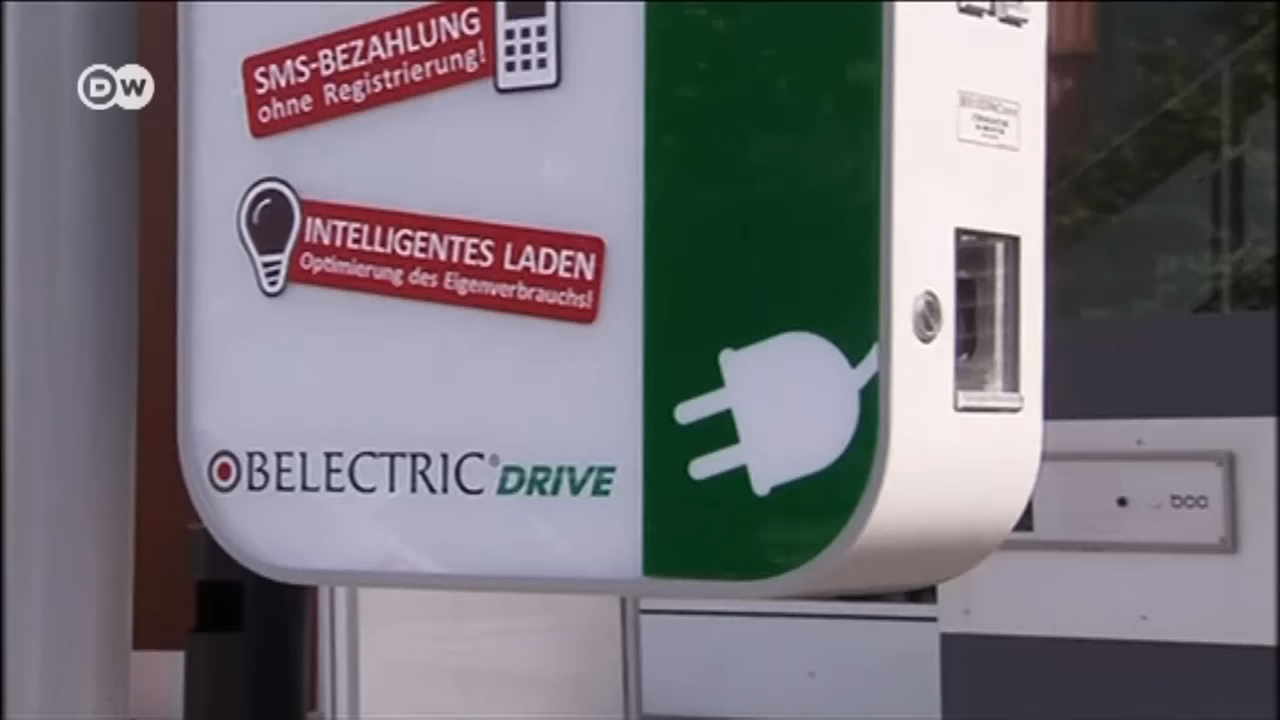 DW
SMS-BEZAHLUNG
ohne Registrierung!
INTELLIGENTES LADEN
Optimierung des Eigenverbrauchs!
BELECTRIC® DRIVE